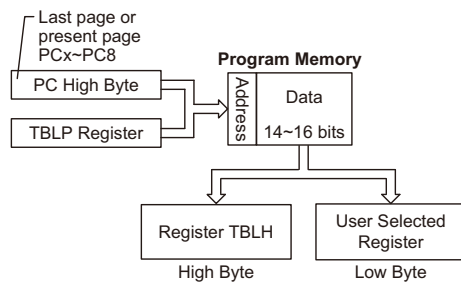 Last page or
present page
PCx~PC8
Program Memory
PC High Byte
TBLP Register
Address
Data
14~16 bits
Register TBLH
User Selected
Register
High Byte
Low Byte